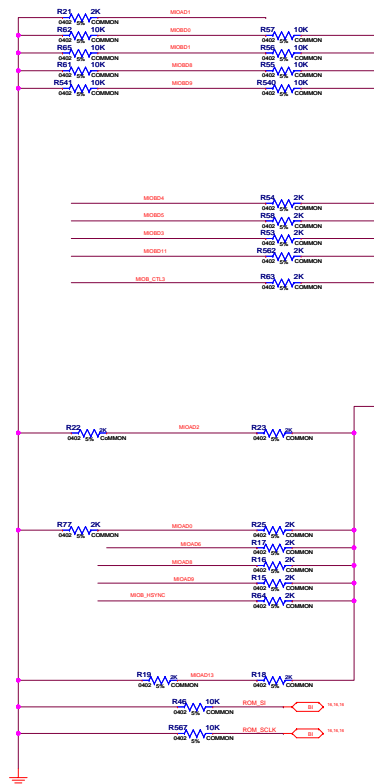 R21 2K MIOAD1
0402 5% COMMON
R62 10K MIOBD0 R57 10K
0402 5% COMMON 0402 5% COMMON
R65 10K MIOBD1 R56 10K
0402 5% COMMON 0402 5% COMMON
R61 10K MIOBD8 R55 10K
0402 5% COMMON 0402 5% COMMON
R541 10K MIOBD9 R540 10K
0402 5% COMMON 0402 5% COMMON
MIOBD4 R54 2K
0402 5% COMMON
MIOBD5 R58 2K
0402 5% COMMON
MIOBD3 R53 2K
0402 5% COMMON
MIOBD11 R562 2K
0402 5% COMMON
MIOB_CTL3 R63 2K
0402 5% COMMON
R22 2K MIOAD2 R23 2K
0402 5% CoMMON 0402 5% COMMON
R77 2K MIOAD0 R25 2K
0402 5% COMMON 0402 5% COMMON
MIOAD6 R17 2K
0402 5% COMMON
MIOAD8 R16 2K
0402 5% COMMON
MIOAD9 R15 2K
0402 5% COMMON
MIOB_HSYNC R64 2K
0402 5% COMMON
R19 2K MIOAD13 R18 2K
0402 5% COMMON 0402 5% COMMON
R46 10K ROM_SI BI 16,16,16
0402 5% COMMON
R567 10K ROM_SCLK BI 16,16,16
0402 5% COMMON